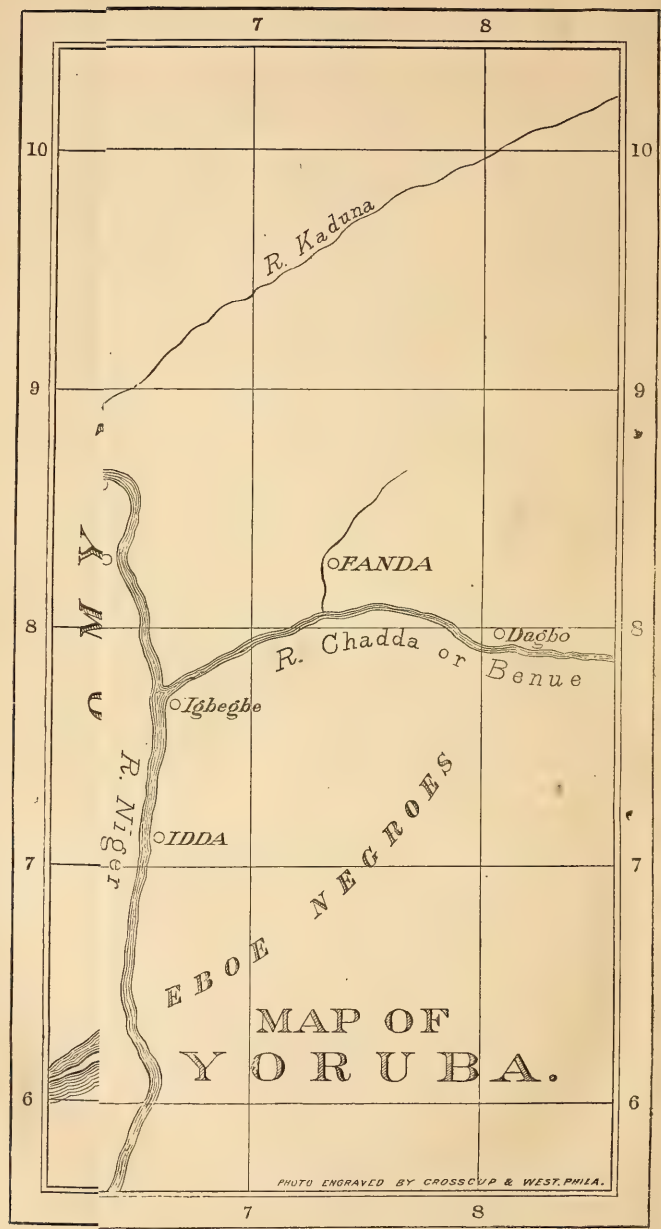 7 8
10 10
R. Kaduna
9 9
FANDA
8 8
Dagbo
R. Chadda or Benue
Igbegbe
R. Niger
IDDA
7 7
EBOE NEGROES
MAP OF
YORUBA.
6 6
PHOTO ENGRAVED BY CROSSCUP & WEST. PHILA.
7 8